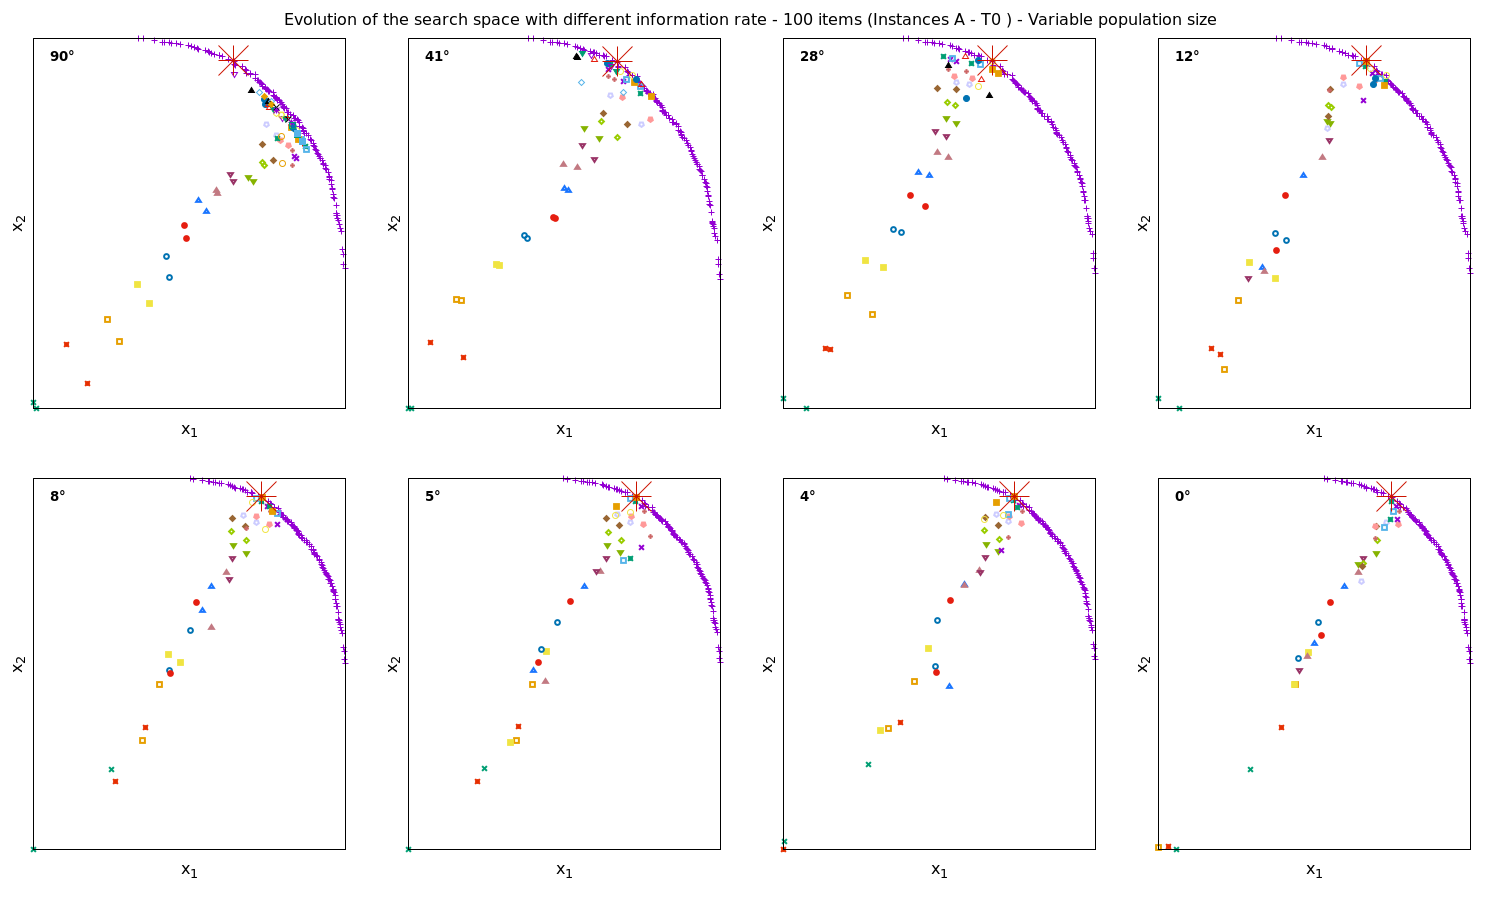 Evolution of the search space with different information rate - 100 items (Instances A - T0 ) - Variable population size
90°
41°
28°
12°
x2
x2
x2
x2
x1
x1
x1
x1
8°
5°
4°
0°
x2
x2
x2
x2
x1
x1
x1
x1